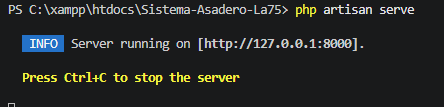 PS C:\xampp\htdocs\Sistema-Asadero-La75> php artisan serve
INFO Server running on [http://127.0.0.1:8000].
Press Ctrl+C to stop the server